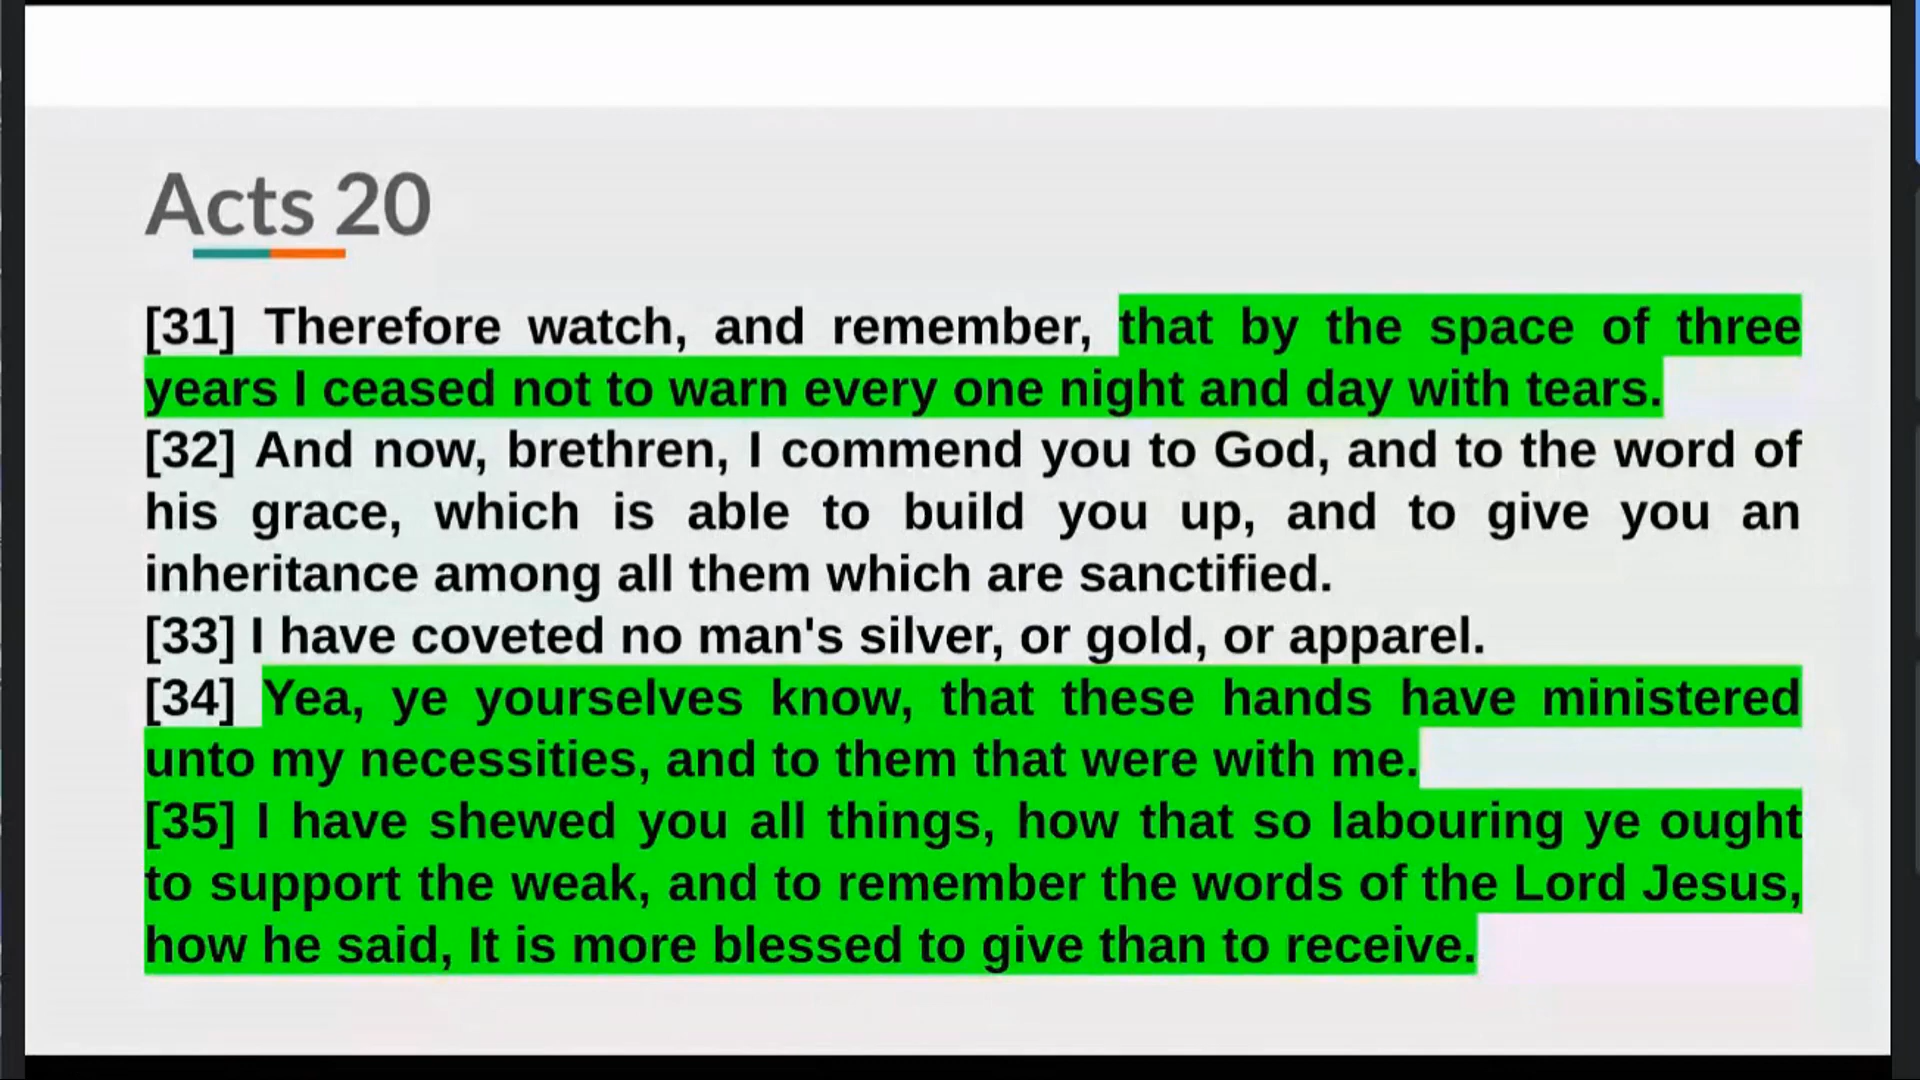 Acts 20
[31] Therefore watch, and remember, that by the space of three
years I ceased not to warn every one night and day with tears.
[32] And now, brethren, I commend you to God, and to the word of
his grace, which is able to build you up, and to give you an
inheritance among all them which are sanctified.
[33] I have coveted no man's silver, or gold, or apparel.
[34] Yea, ye yourselves know, that these hands have ministered
unto my necessities, and to them that were with me.
[35] I have shewed you all things, how that so labouring ye ought
to support the weak, and to remember the words of the Lord Jesus,
how he said, It is more blessed to give than to receive.